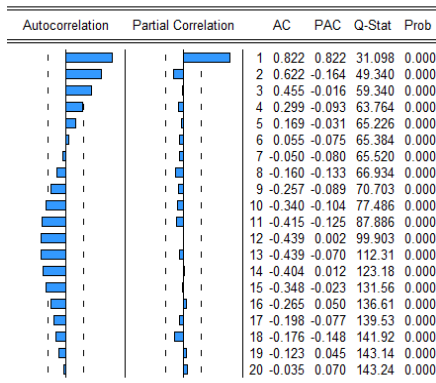 Autocorrelation Partial Correlation AC PAC Q-Stat Prob
1 0.822 0.822 31.098 0.000
2 0.622 -0.164 49.340 0.000
3 0.455 -0.016 59.340 0.000
4 0.299 -0.093 63.764 0.000
5 0.169 -0.031 65.226 0.000
6 0.055 -0.075 65.384 0.000
7 -0.050 -0.080 65.520 0.000
8 -0.160 -0.133 66.934 0.000
9 -0.257 -0.089 70.703 0.000
10 -0.340 -0.104 77.486 0.000
11 -0.415 -0.125 87.886 0.000
12 -0.439 0.002 99.903 0.000
13 -0.439 -0.070 112.31 0.000
14 -0.404 0.012 123.18 0.000
15 -0.348 -0.023 131.56 0.000
16 -0.265 0.050 136.61 0.000
17 -0.198 -0.077 139.53 0.000
18 -0.176 -0.148 141.92 0.000
19 -0.123 0.045 143.14 0.000
20 -0.035 0.070 143.24 0.000